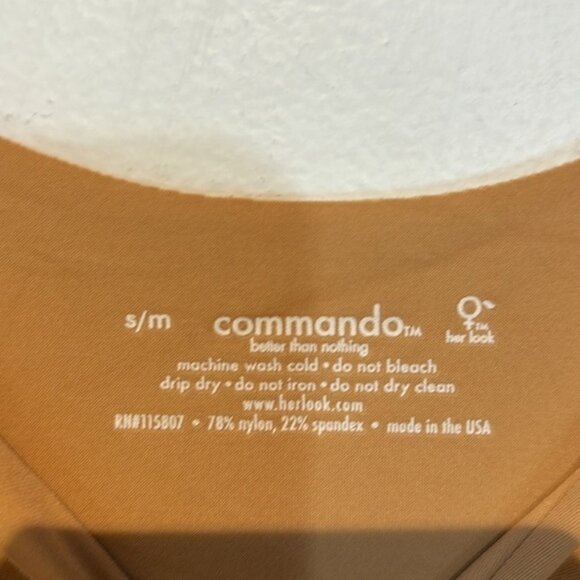 s/m commando™ ™
better than nothing her look
machine wash cold • do not bleach
drip dry • do not iron • do not dry clean
www.herlook.com
RN#115807 • 78% nylon, 22% spandex • made in the USA